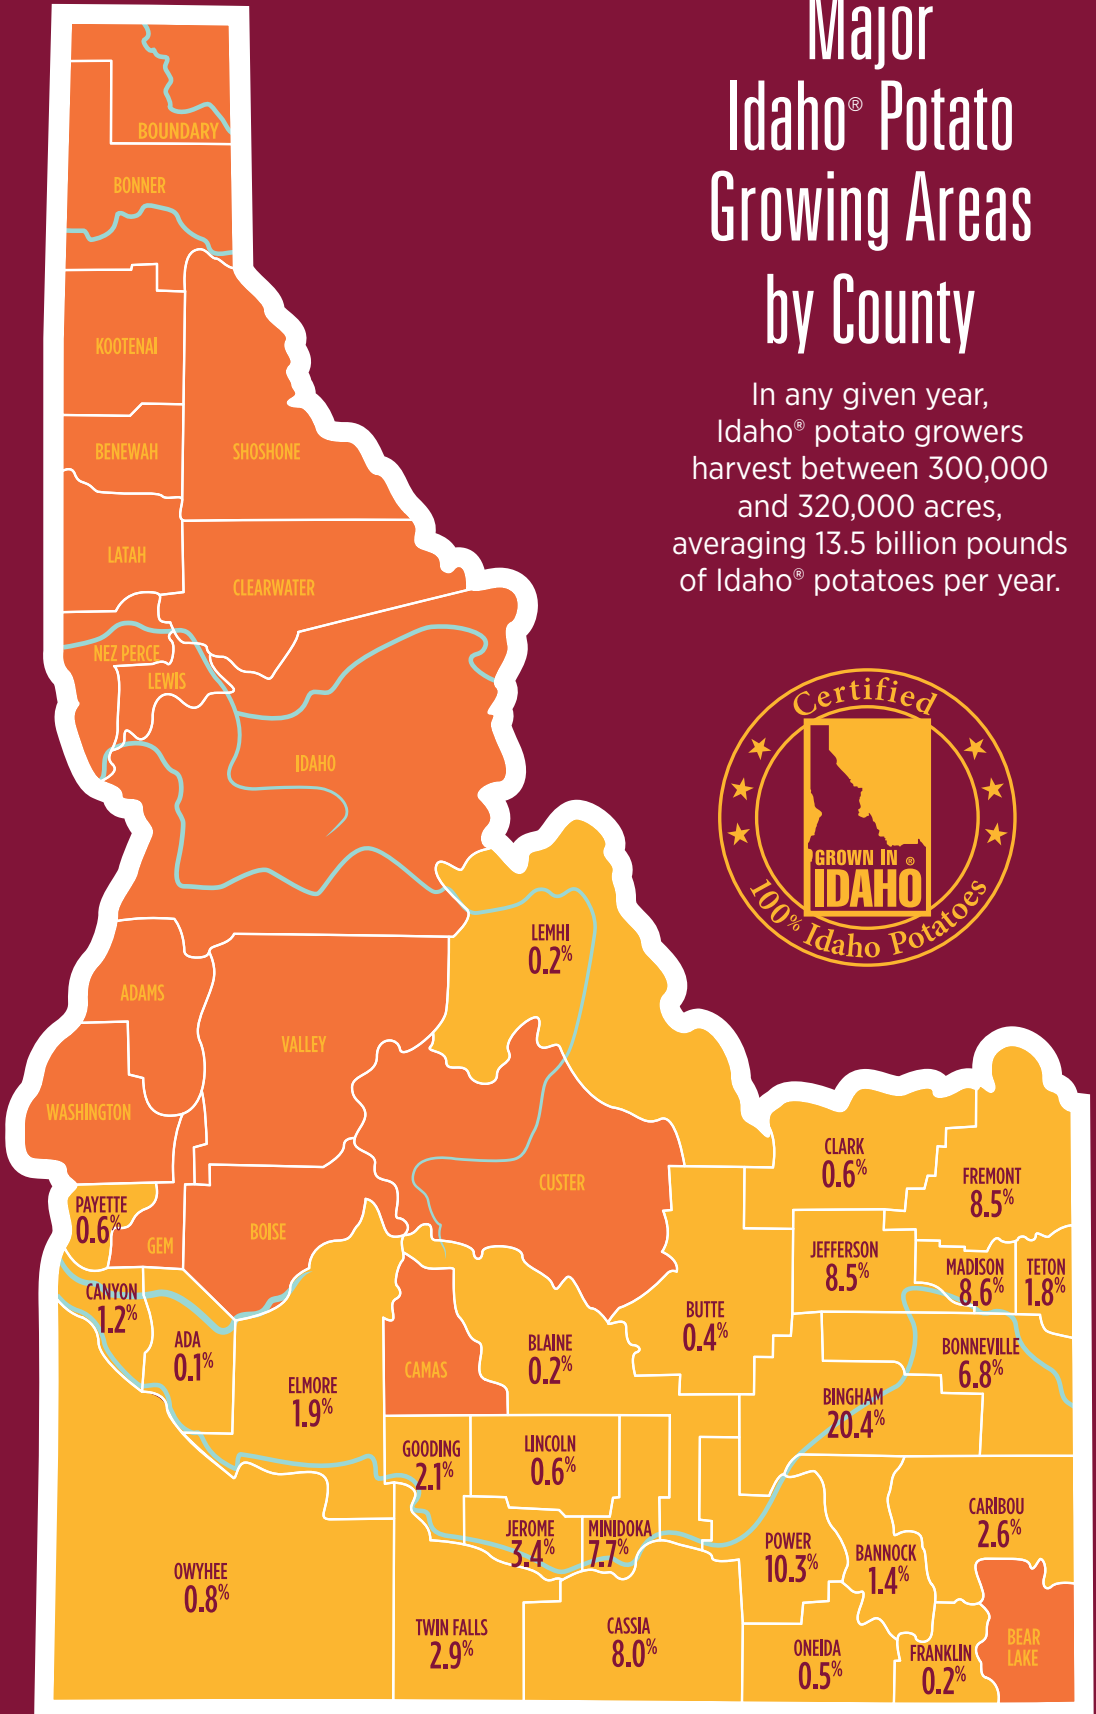 Major
Idaho® Potato
Growing Areas
by County
In any given year,
Idaho® potato growers
harvest between 300,000
and 320,000 acres,
averaging 13.5 billion pounds
of Idaho® potatoes per year.
Certified
GROWN IN ®
IDAHO
100% Idaho Potatoes
BOUNDARY
BONNER
KOOTENAI
BENEWAH
SHOSHONE
LATAH
CLEARWATER
NEZ PERCE
LEWIS
IDAHO
LEMHI
0.2%
ADAMS
VALLEY
WASHINGTON
CUSTER
CLARK
0.6%
FREMONT
8.5%
PAYETTE
0.6%
GEM
BOISE
JEFFERSON
8.5%
MADISON
8.6%
TETON
1.8%
CANYON
1.2%
ADA
0.1%
ELMORE
1.9%
CAMAS
BLAINE
0.2%
BUTTE
0.4%
BONNEVILLE
6.8%
BINGHAM
20.4%
GOODING
2.1%
LINCOLN
0.6%
JEROME
3.4%
MINIDOKA
7.7%
POWER
10.3%
BANNOCK
1.4%
CARIBOU
2.6%
OWYHEE
0.8%
TWIN FALLS
2.9%
CASSIA
8.0%
ONEIDA
0.5%
FRANKLIN
0.2%
BEAR
LAKE